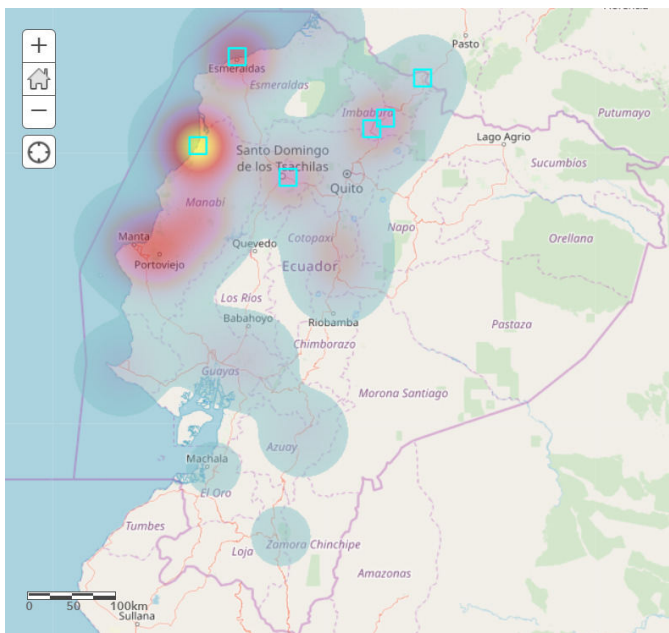 Pasto
+
Esmeraldas
Esmeraldas
−
Putumayo
Imbabura
Lago Agrio
Santo Domingo
de los Tsachilas
Sucumbios
Quito
Manabí
Napo
Manta
Quevedo
Cotopaxi
Orellana
Portoviejo
Ecuador
Los Ríos
Babahoyo
Riobamba
Pastaza
Chimborazo
Guayas
Morona Santiago
Azuay
Machala
El Oro
Tumbes
Loja
Zamora Chinchipe
Amazonas
0 50 100km
Sullana